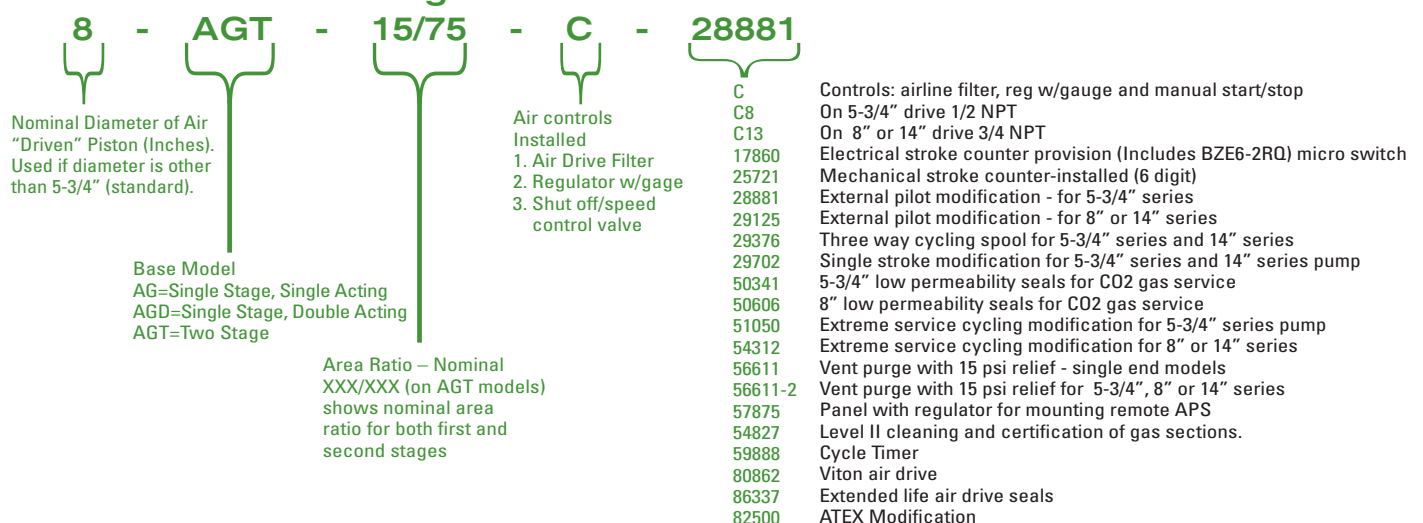 8 - AGT - 15/75 - C - 28881
Nominal Diameter of Air
“Driven” Piston (Inches).
Used if diameter is other
than 5-3/4” (standard).
Base Model
AG=Single Stage, Single Acting
AGD=Single Stage, Double Acting
AGT=Two Stage
Area Ratio – Nominal
XXX/XXX (on AGT models)
shows nominal area
ratio for both first and
second stages
Air controls
Installed
1. Air Drive Filter
2. Regulator w/gage
3. Shut off/speed
control valve
C Controls: airline filter, reg w/gauge and manual start/stop
C8 On 5-3/4” drive 1/2 NPT
C13 On 8” or 14” drive 3/4 NPT
17860 Electrical stroke counter provision (Includes BZE6-2RQ) micro switch
25721 Mechanical stroke counter-installed (6 digit)
28881 External pilot modification - for 5-3/4” series
29125 External pilot modification - for 8” or 14” series
29376 Three way cycling spool for 5-3/4” series and 14” series
29702 Single stroke modification for 5-3/4” series and 14” series pump
50341 5-3/4” low permeability seals for CO2 gas service
50606 8” low permeability seals for CO2 gas service
51050 Extreme service cycling modification for 5-3/4” series pump
54312 Extreme service cycling modification for 8” or 14” series
56611 Vent purge with 15 psi relief - single end models
56611-2 Vent purge with 15 psi relief for 5-3/4”, 8” or 14” series
57875 Panel with regulator for mounting remote APS
54827 Level II cleaning and certification of gas sections.
59888 Cycle Timer
80862 Viton air drive
86337 Extended life air drive seals
82500 ATEX Modification